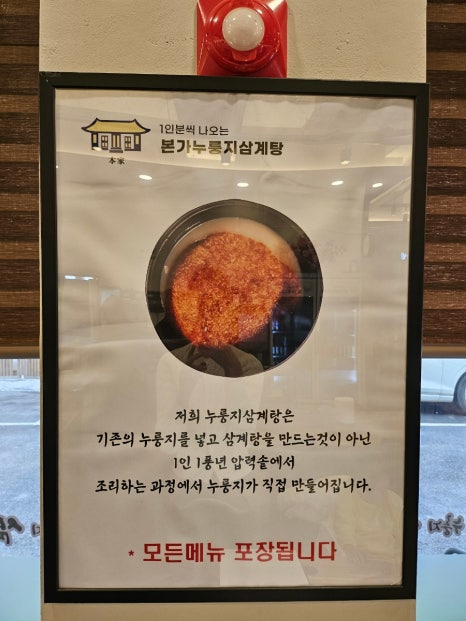 1인분씩 나오는
본가누룽지삼계탕
本家
저희 누룽지삼계탕은
기존의 누룽지를 넣고 삼계탕을 만드는것이 아닌
1인 1풍년 압력솥에서
조리하는 과정에서 누룽지가 직접 만들어집니다.
* 모든메뉴 포장됩니다